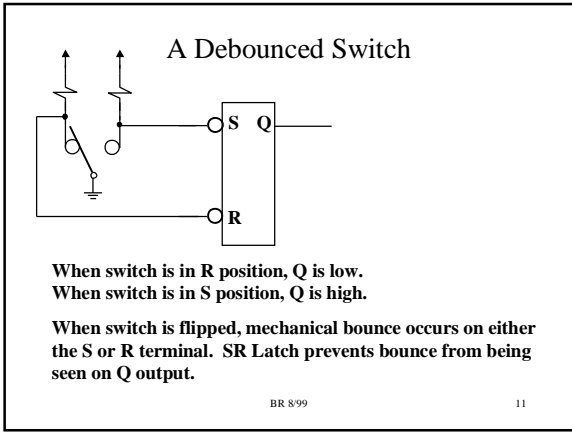 A Debounced Switch
S Q
R
When switch is in R position, Q is low.
When switch is in S position, Q is high.
When switch is flipped, mechanical bounce occurs on either
the S or R terminal. SR Latch prevents bounce from being
seen on Q output.
BR 8/99 11